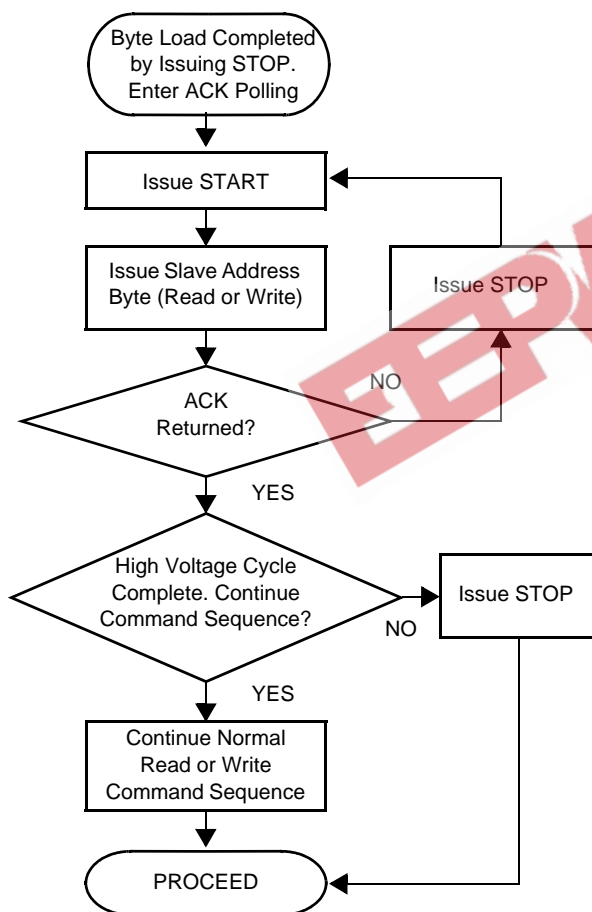 Byte Load Completed
by Issuing STOP.
Enter ACK Polling
Issue START
Issue Slave Address
Byte (Read or Write)
Issue STOP
NO
ACK
Returned?
YES
High Voltage Cycle
Complete. Continue
Command Sequence?
Issue STOP
NO
YES
Continue Normal
Read or Write
Command Sequence
PROCEED